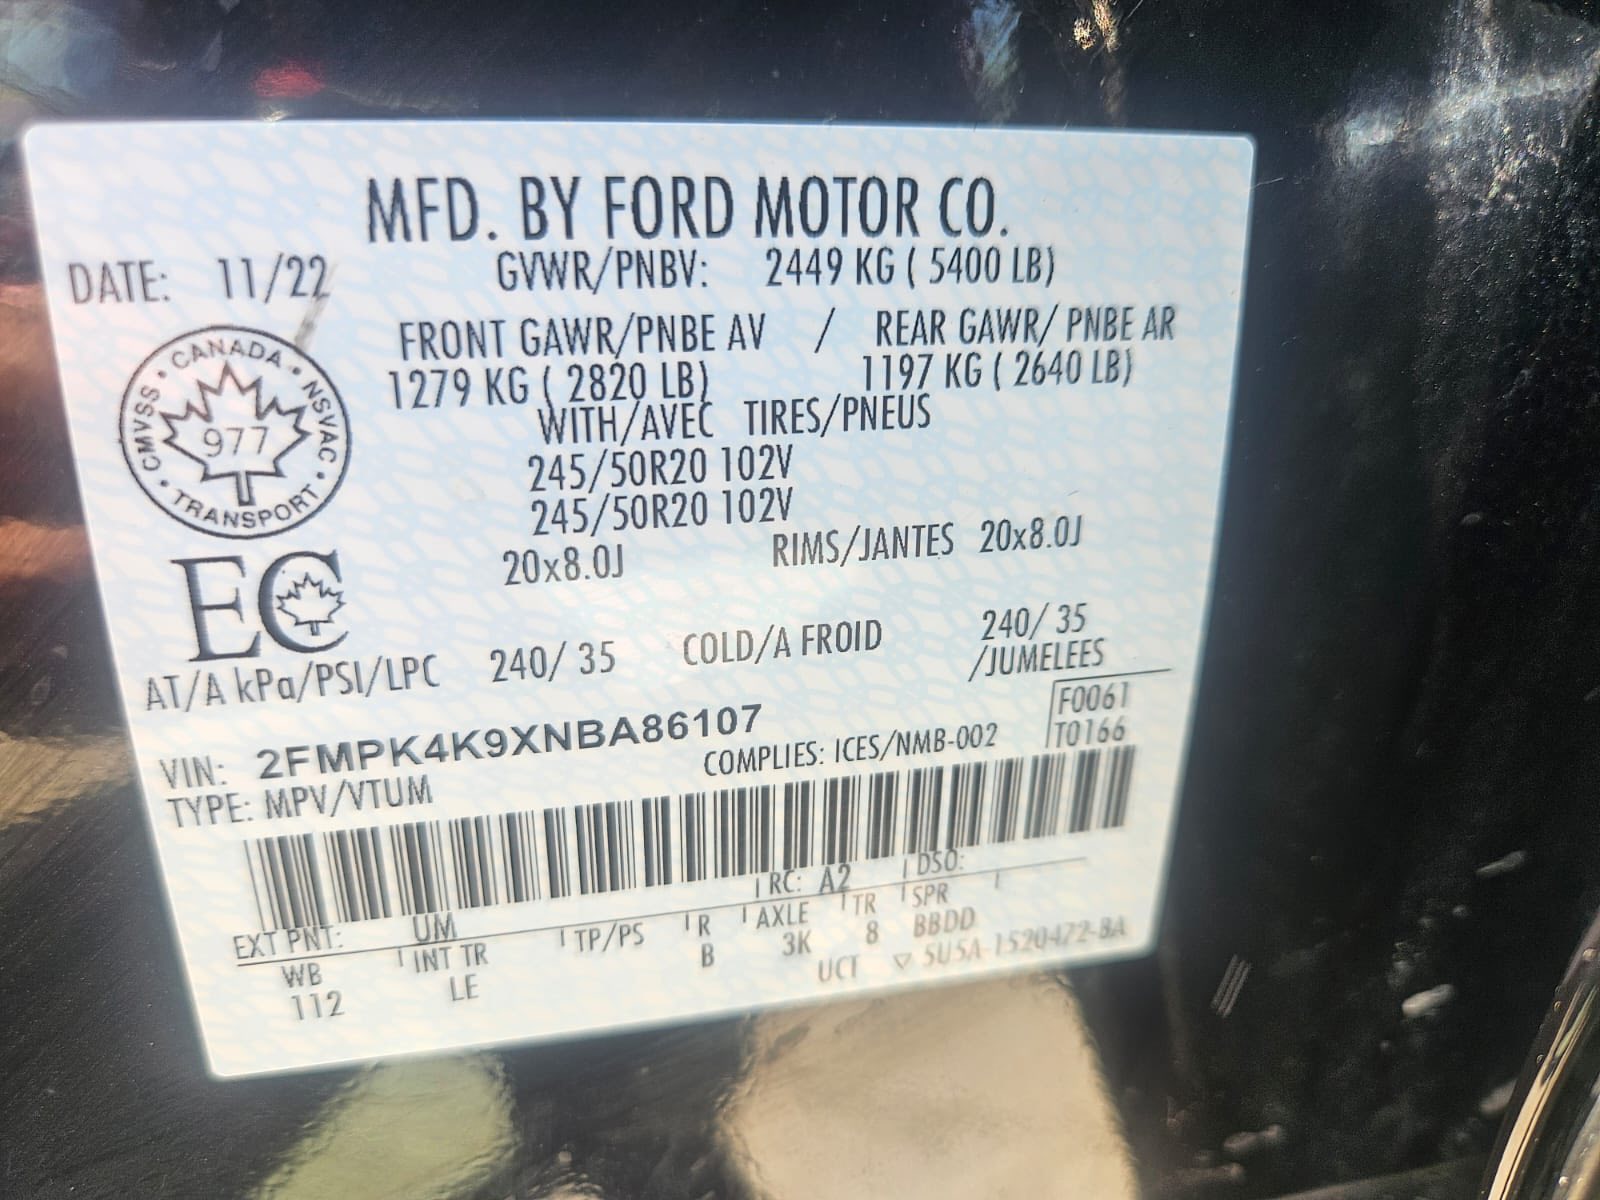 MFD. BY FORD MOTOR CO.
DATE: 11/22 GVWR/PNBV: 2449 KG ( 5400 LB)
FRONT GAWR/PNBE AV / REAR GAWR/ PNBE AR
1279 KG ( 2820 LB) 1197 KG ( 2640 LB)
WITH/AVEC TIRES/PNEUS
245/50R20 102V
245/50R20 102V
20x8.0J RIMS/JANTES 20x8.0J
CANADA • NSVAC • TRANSPORT • CMVSS •
977
EC
AT/A kPa/PSI/LPC 240/ 35 COLD/A FROID 240/ 35
/JUMELEES
VIN: 2FMPK4K9XNBA86107 F0061
TYPE: MPV/VTUM COMPLIES: ICES/NMB-002 T0166
EXT PNT: UM RC: A2 DSO:
WB INT TR TP/PS R AXLE TR SPR
112 LE B 3K 8 BBDD
UCT ▽ 5U5A-1520472-BA